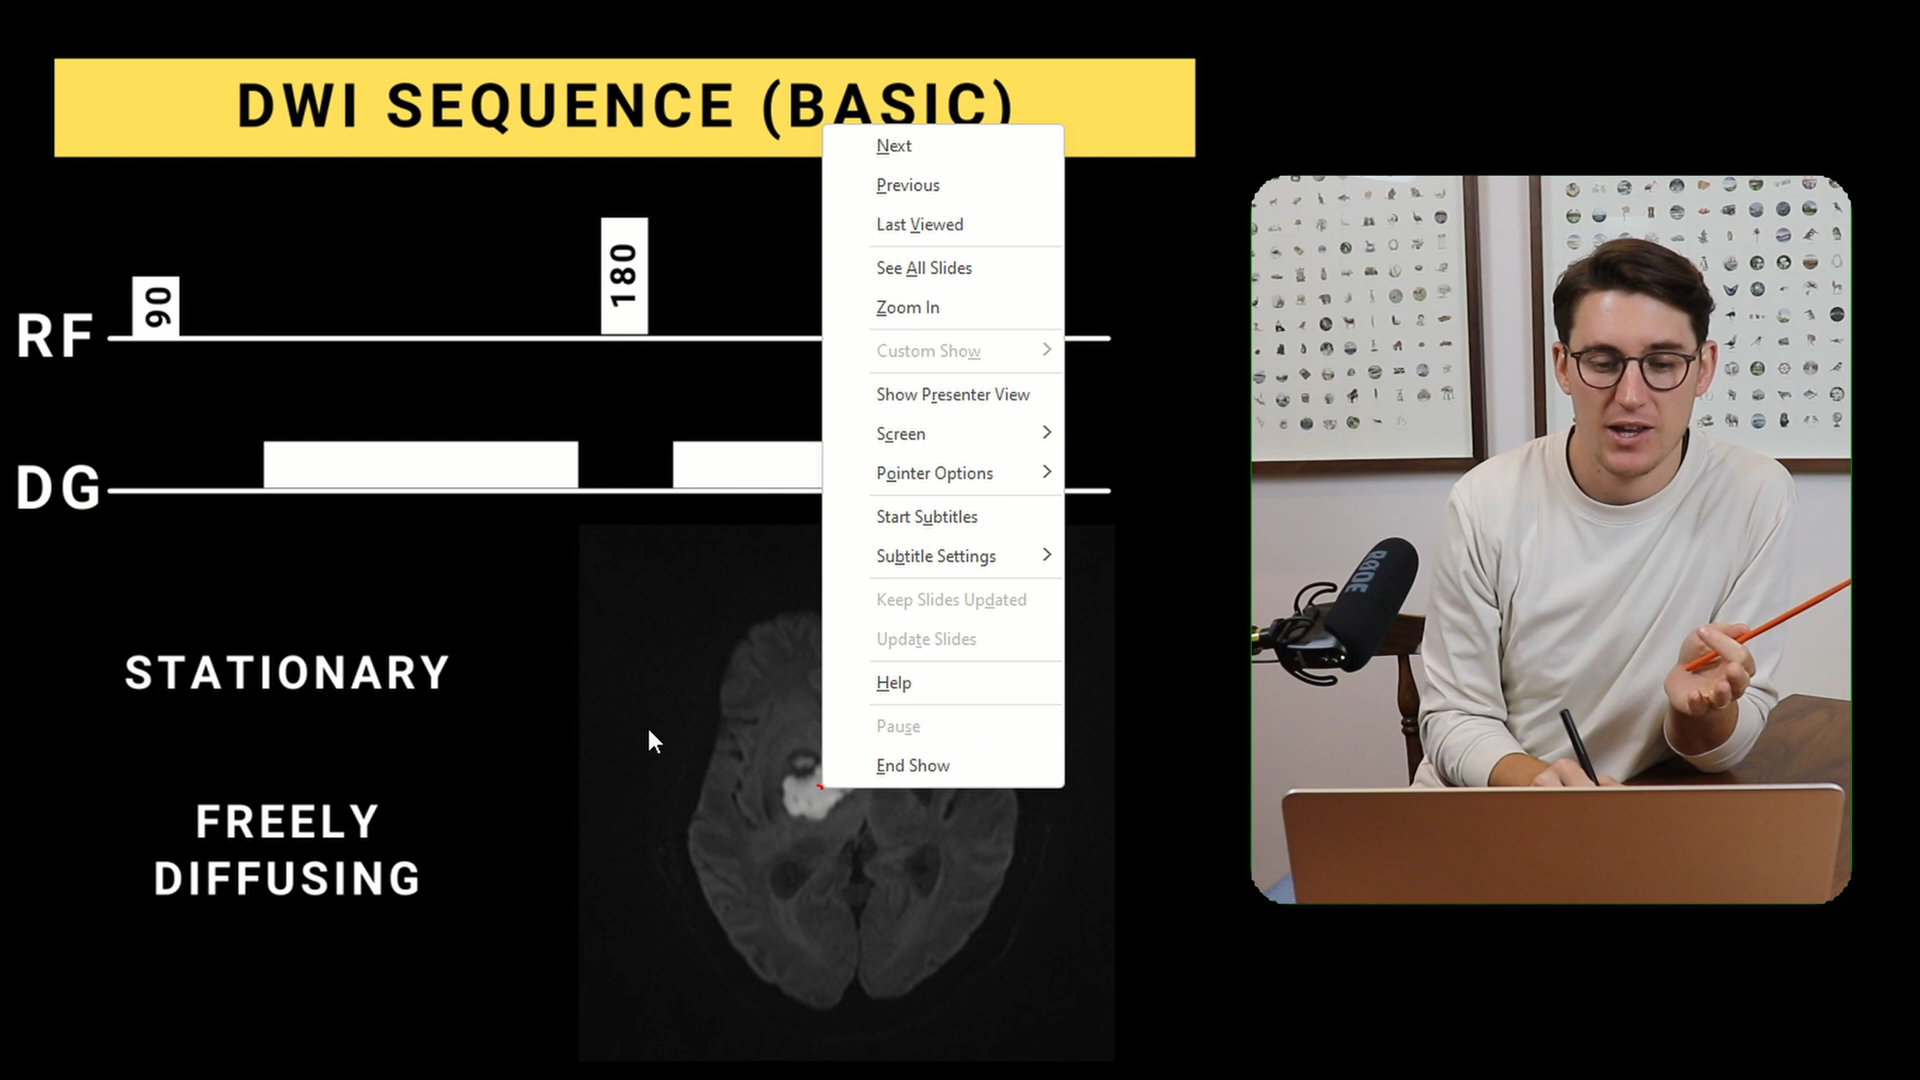 DWI SEQUENCE (BASIC)
RF
90
180
DG
STATIONARY
FREELY
DIFFUSING
Next
Previous
Last Viewed
See All Slides
Zoom In
Custom Show
Show Presenter View
Screen
Pointer Options
Start Subtitles
Subtitle Settings
Keep Slides Updated
Update Slides
Help
Pause
End Show
RØDE